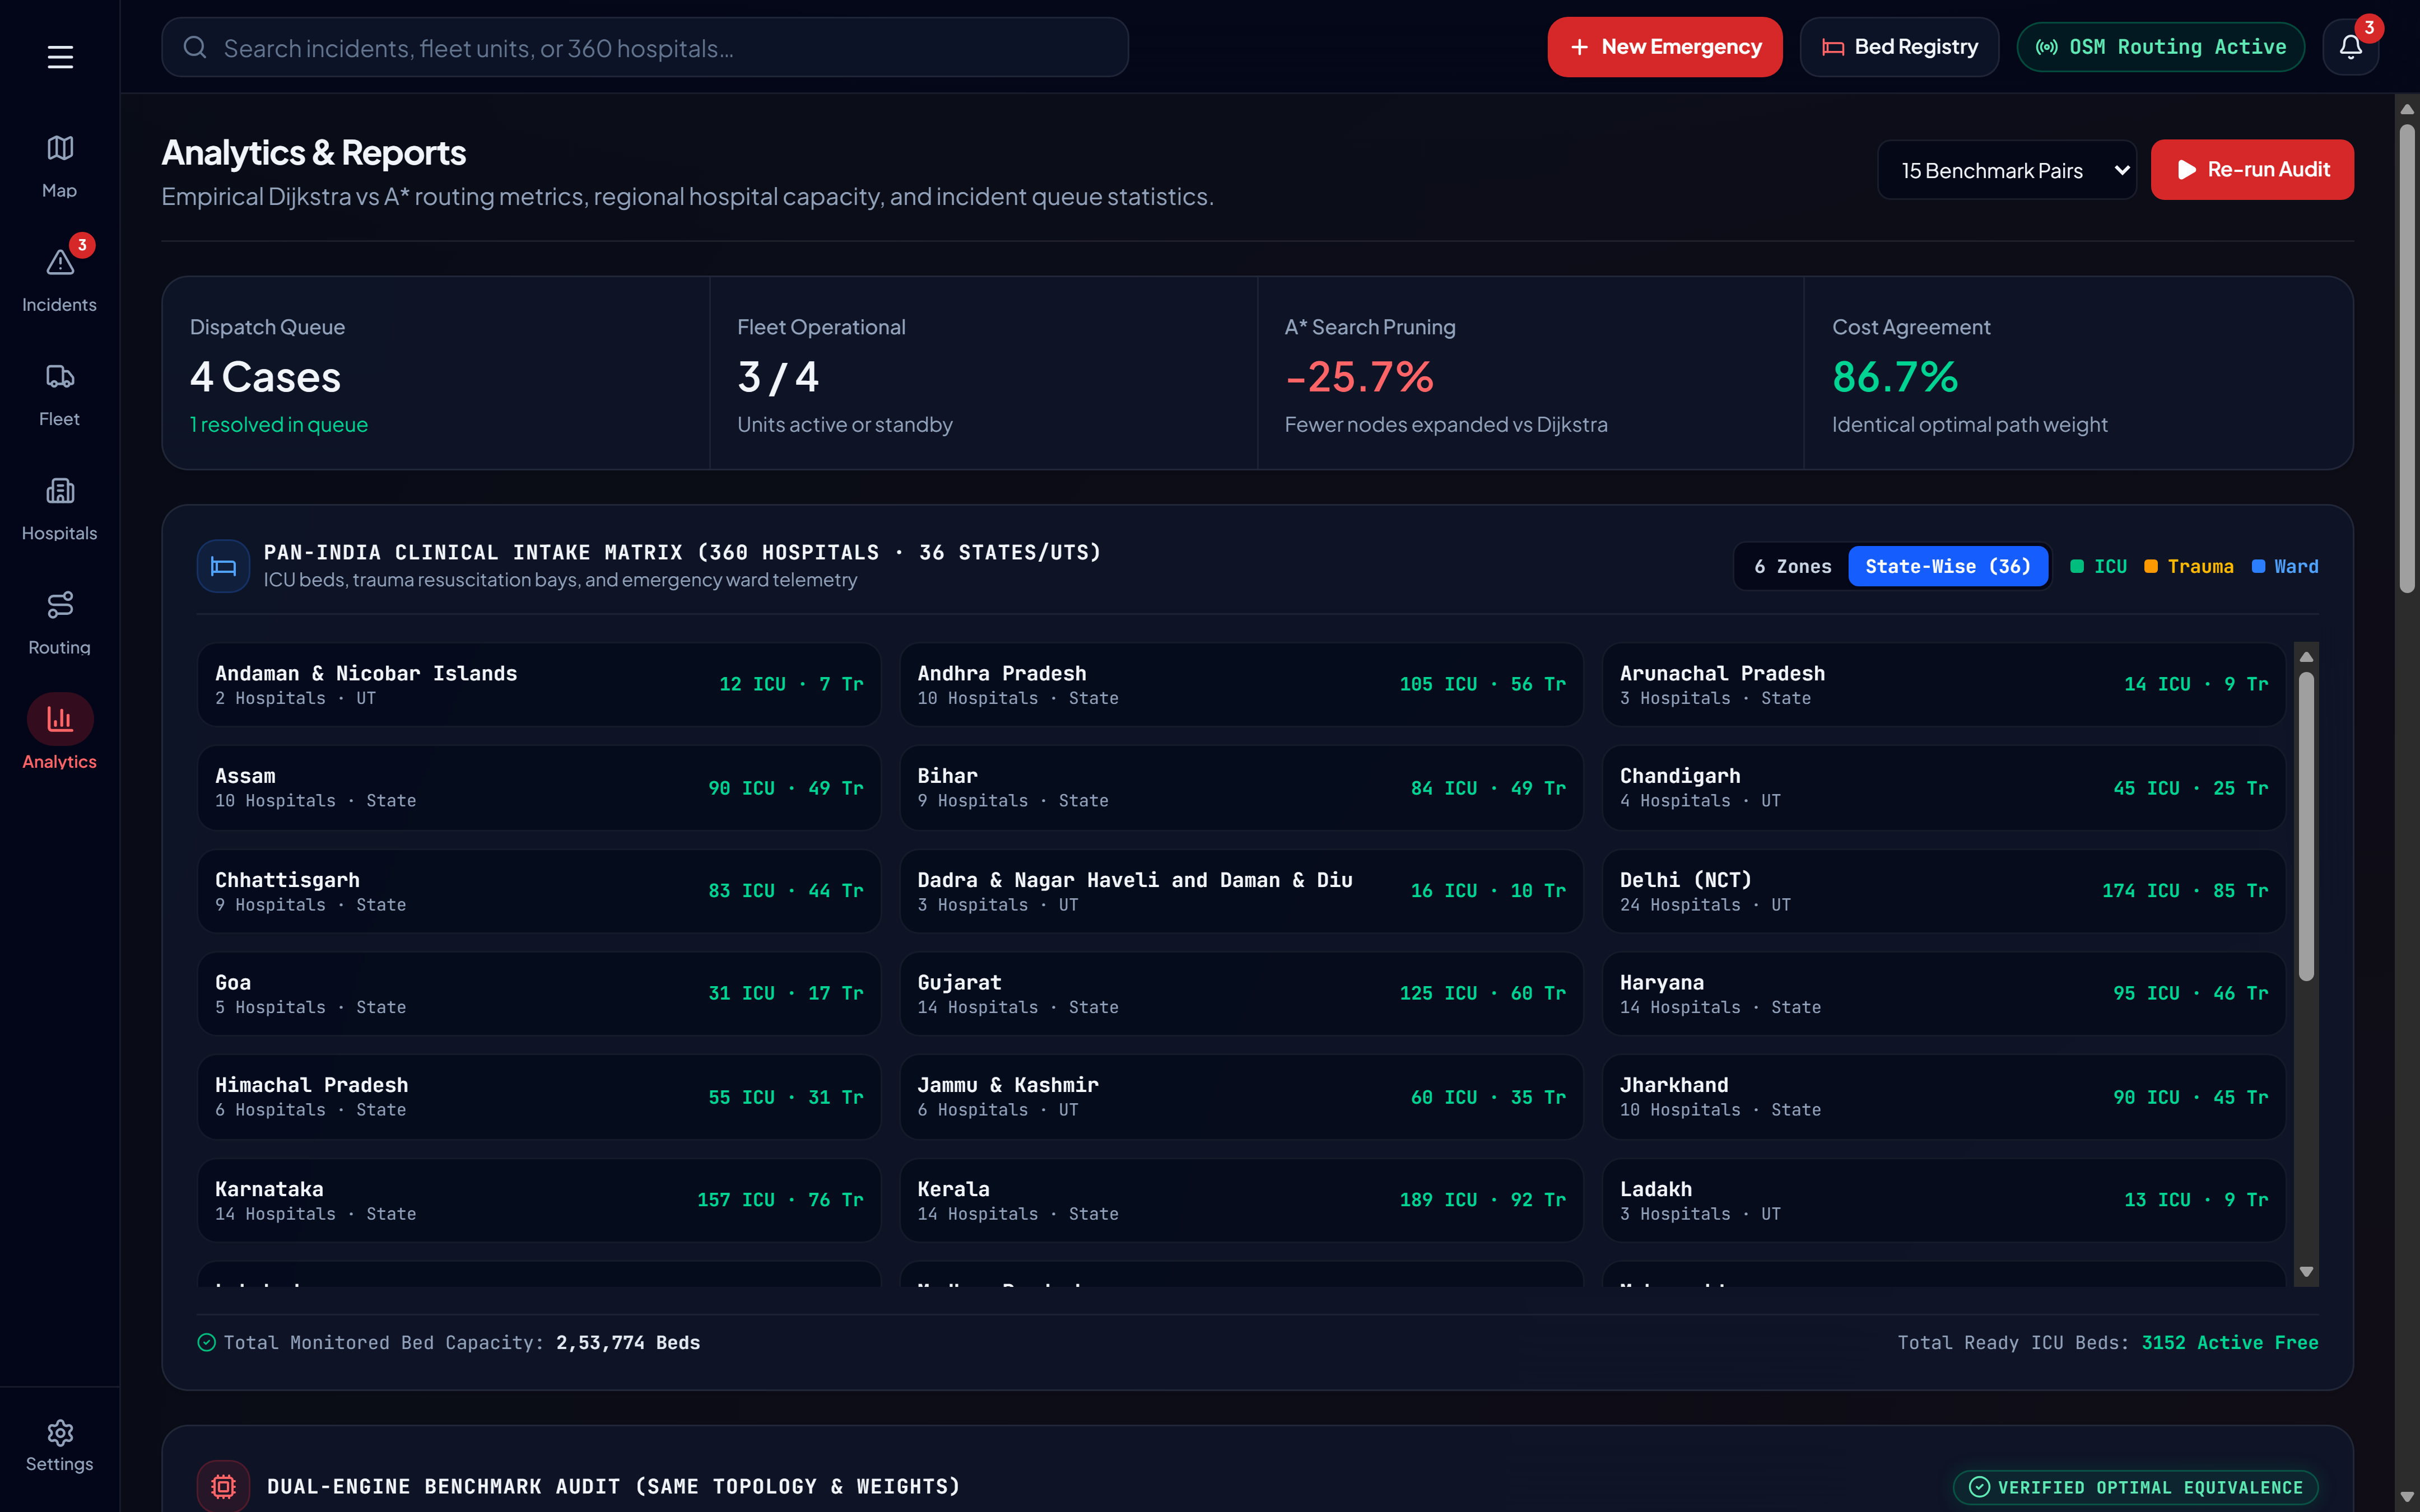 Search incidents, fleet units, or 360 hospitals...
New Emergency
Bed Registry
OSM Routing Active
3
Map
3
Incidents
Fleet
Hospitals
Routing
Analytics
Settings
Analytics & Reports
Empirical Dijkstra vs A* routing metrics, regional hospital capacity, and incident queue statistics.
15 Benchmark Pairs
Re-run Audit
Dispatch Queue
4 Cases
1 resolved in queue
Fleet Operational
3 / 4
Units active or standby
A* Search Pruning
-25.7%
Fewer nodes expanded vs Dijkstra
Cost Agreement
86.7%
Identical optimal path weight
PAN-INDIA CLINICAL INTAKE MATRIX (360 HOSPITALS · 36 STATES/UTS)
ICU beds, trauma resuscitation bays, and emergency ward telemetry
6 Zones
State-Wise (36)
ICU
Trauma
Ward
Andaman & Nicobar Islands
2 Hospitals · UT
12 ICU · 7 Tr
Andhra Pradesh
10 Hospitals · State
105 ICU · 56 Tr
Arunachal Pradesh
3 Hospitals · State
14 ICU · 9 Tr
Assam
10 Hospitals · State
90 ICU · 49 Tr
Bihar
9 Hospitals · State
84 ICU · 49 Tr
Chandigarh
4 Hospitals · UT
45 ICU · 25 Tr
Chhattisgarh
9 Hospitals · State
83 ICU · 44 Tr
Dadra & Nagar Haveli and Daman & Diu
3 Hospitals · UT
16 ICU · 10 Tr
Delhi (NCT)
24 Hospitals · UT
174 ICU · 85 Tr
Goa
5 Hospitals · State
31 ICU · 17 Tr
Gujarat
14 Hospitals · State
125 ICU · 60 Tr
Haryana
14 Hospitals · State
95 ICU · 46 Tr
Himachal Pradesh
6 Hospitals · State
55 ICU · 31 Tr
Jammu & Kashmir
6 Hospitals · UT
60 ICU · 35 Tr
Jharkhand
10 Hospitals · State
90 ICU · 45 Tr
Karnataka
14 Hospitals · State
157 ICU · 76 Tr
Kerala
14 Hospitals · State
189 ICU · 92 Tr
Ladakh
3 Hospitals · UT
13 ICU · 9 Tr
Total Monitored Bed Capacity: 2,53,774 Beds
Total Ready ICU Beds: 3152 Active Free
DUAL-ENGINE BENCHMARK AUDIT (SAME TOPOLOGY & WEIGHTS)
VERIFIED OPTIMAL EQUIVALENCE